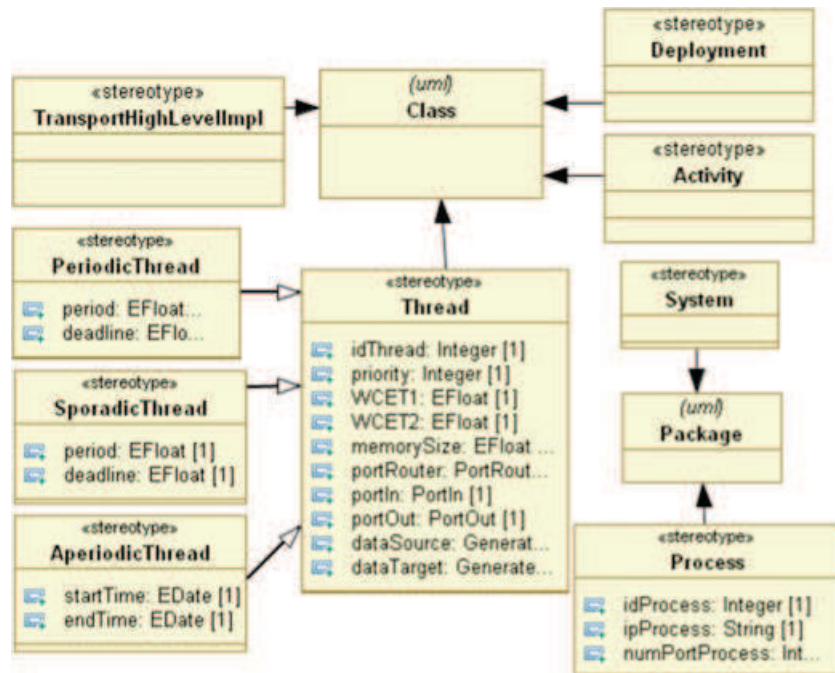 «stereotype»
TransportHighLevelImpl
(uml)
Class
«stereotype»
Deployment
«stereotype»
Activity
«stereotype»
PeriodicThread
period: EFloat...
deadline: EFlo...
«stereotype»
SporadicThread
period: EFloat [1]
deadline: EFloat [1]
«stereotype»
AperiodicThread
startTime: EDate [1]
endTime: EDate [1]
«stereotype»
Thread
idThread: Integer [1]
priority: Integer [1]
WCET1: EFloat [1]
WCET2: EFloat [1]
memorySize: EFloat ...
portRouter: PortRout...
portIn: PortIn [1]
portOut: PortOut [1]
dataSource: Generat...
dataTarget: Generate...
«stereotype»
System
(uml)
Package
«stereotype»
Process
idProcess: Integer [1]
ipProcess: String [1]
numPortProcess: Int...